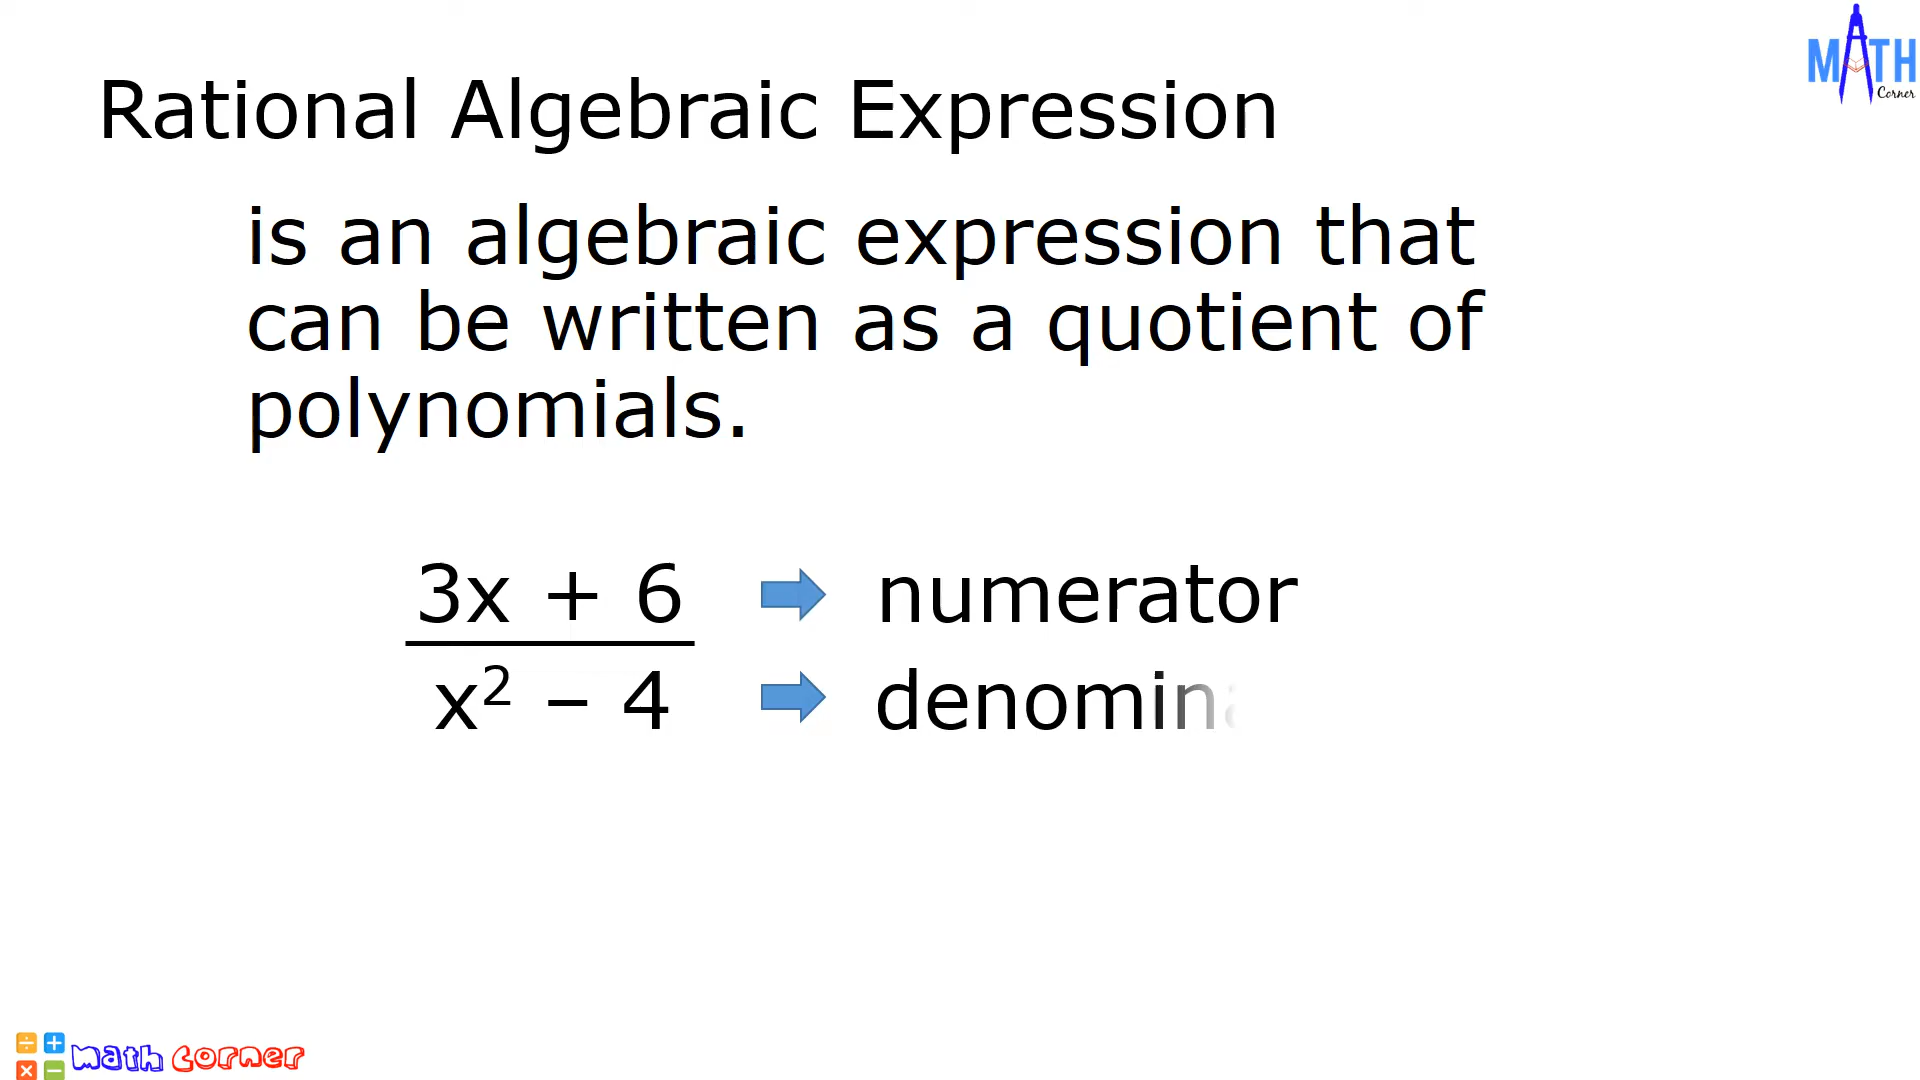 MATH
Corner
Rational Algebraic Expression
is an algebraic expression that
can be written as a quotient of
polynomials.
3x + 6 numerator
x² – 4 denomina
math corner